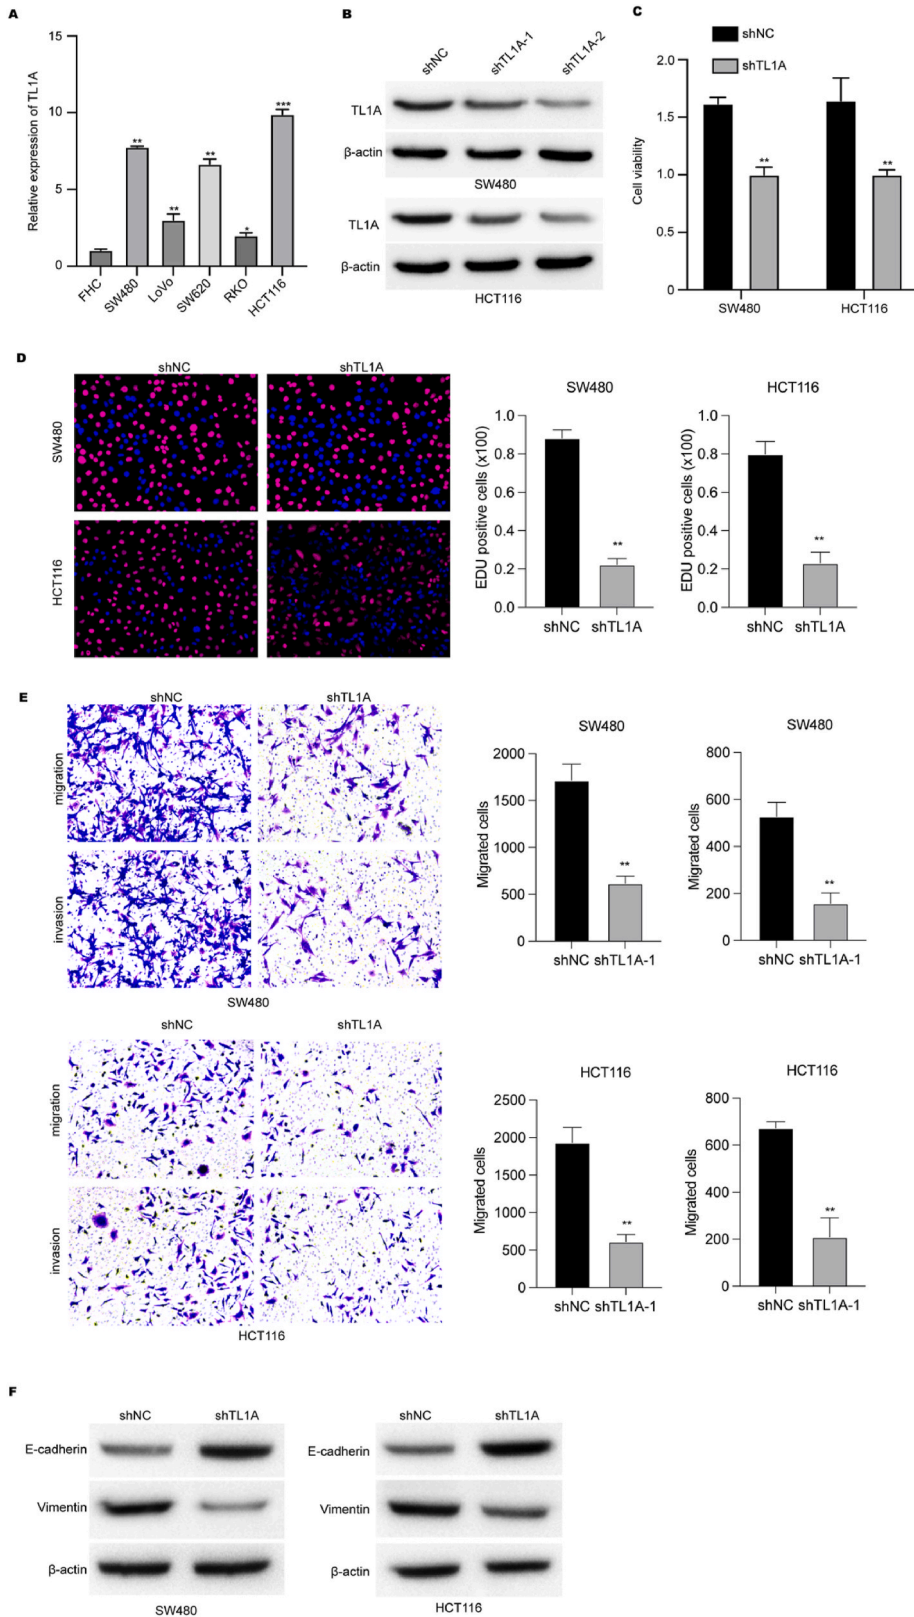 A
Relative expression of TL1A
15
10
5
0
**
**
**
*
***
FHC
SW480
LoVo
SW620
RKO
HCT116
B
shNC
shTL1A-1
shTL1A-2
TL1A
β-actin
SW480
TL1A
β-actin
HCT116
C
shNC
shTL1A
Cell viability
2.0
1.5
1.0
0.5
0
**
**
SW480
HCT116
D
shNC
shTL1A
SW480
HCT116
SW480
EDU positive cells (x100)
1.0
0.8
0.6
0.4
0.2
0.0
**
shNC shTL1A
HCT116
EDU positive cells (x100)
1.0
0.8
0.6
0.4
0.2
0.0
**
shNC shTL1A
E
shNC
shTL1A
migration
invasion
SW480
SW480
Migrated cells
2000
1500
1000
500
0
**
shNC shTL1A-1
SW480
Migrated cells
800
600
400
200
0
**
shNC shTL1A-1
shNC
shTL1A
migration
invasion
HCT116
HCT116
Migrated cells
2500
2000
1500
1000
500
0
**
shNC shTL1A-1
HCT116
Migrated cells
800
600
400
200
0
**
shNC shTL1A-1
F
shNC
shTL1A
E-cadherin
Vimentin
β-actin
SW480
shNC
shTL1A
E-cadherin
Vimentin
β-actin
HCT116